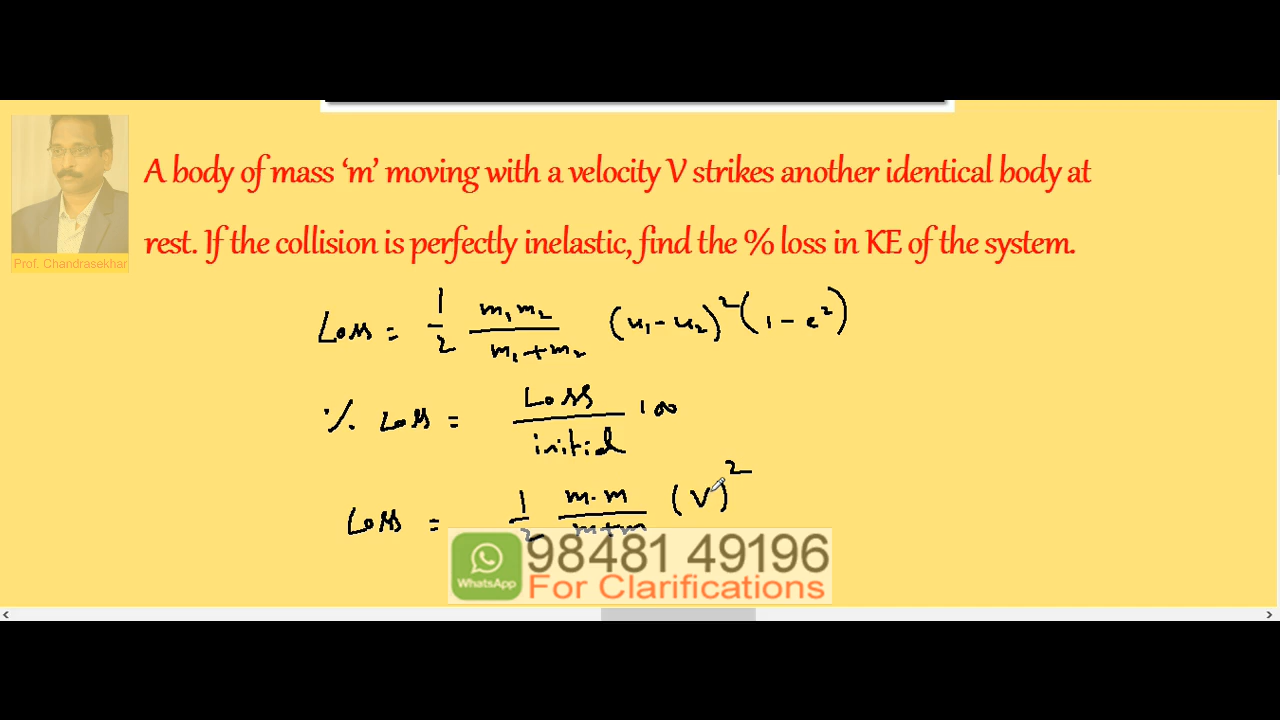 A body of mass ‘m’ moving with a velocity V strikes another identical body at
rest. If the collision is perfectly inelastic, find the % loss in KE of the system.
Prof. Chandrasekhar
Loss = 1/2 m₁m₂/(m₁+m₂) (u₁-u₂)²(1-e²)
% Loss = Loss/initial 100
Loss = 1/2 m.m/(m+m) (V)²
WhatsApp
98481 49196
For Clarifications